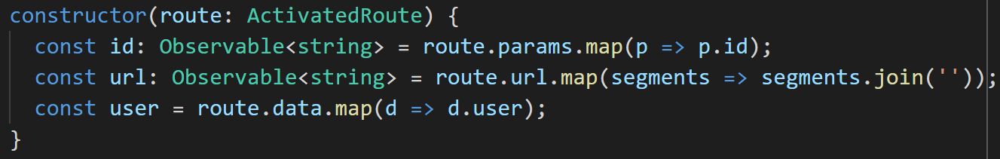 constructor(route: ActivatedRoute) {
  const id: Observable<string> = route.params.map(p => p.id);
  const url: Observable<string> = route.url.map(segments => segments.join(''));
  const user = route.data.map(d => d.user);
}